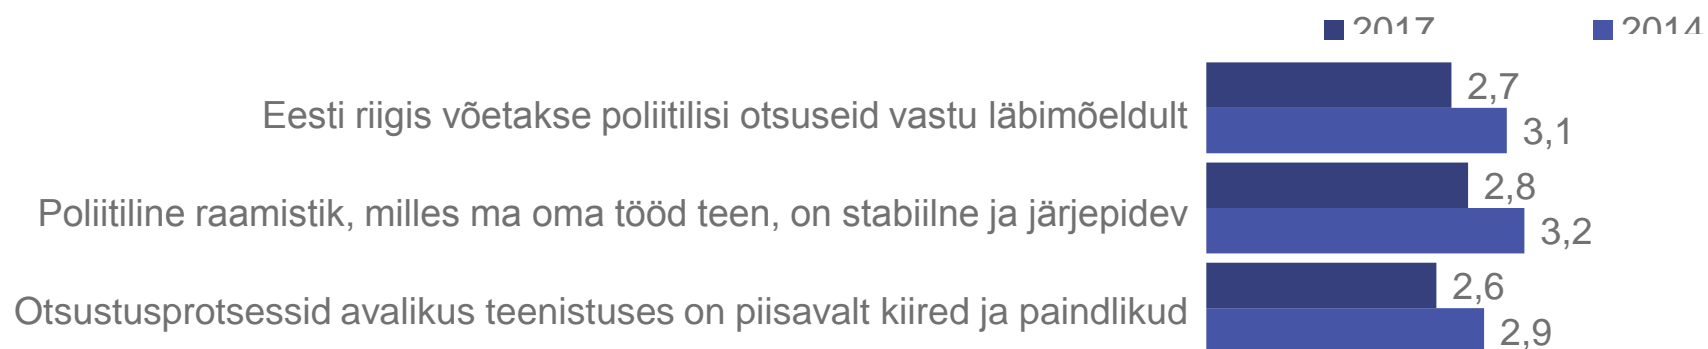 2017 2014
2,7
Eesti riigis võetakse poliitilisi otsuseid vastu läbimõeldult
3,1
2,8
Poliitiline raamistik, milles ma oma tööd teen, on stabiilne ja järjepidev
3,2
2,6
Otsustusprotsessid avalikus teenistuses on piisavalt kiired ja paindlikud
2,9